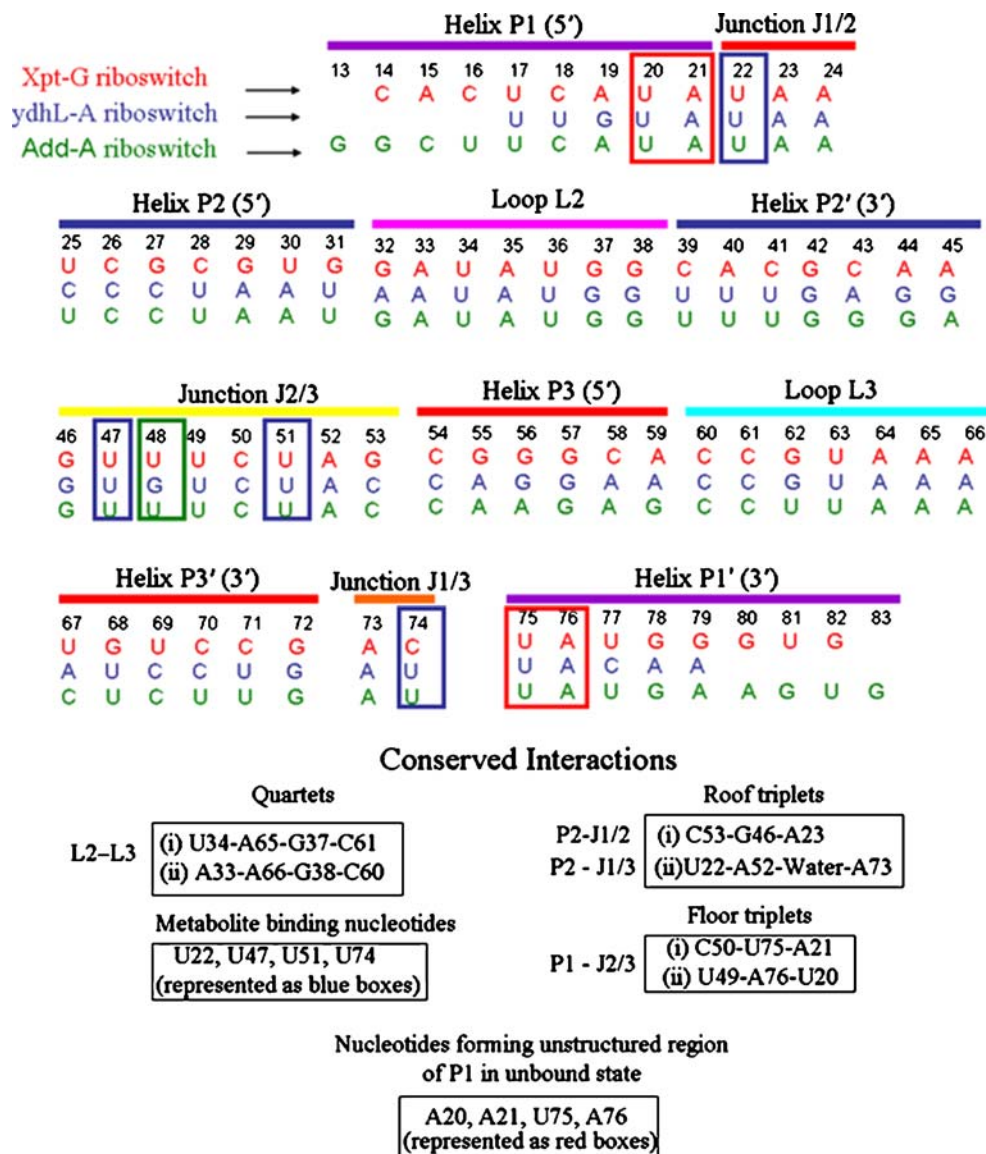 Helix P1 (5′) Junction J1/2
13 14 15 16 17 18 19 20 21 22 23 24
Xpt-G riboswitch C A C U C A U A U A A
ydhL-A riboswitch U U G U A U A A
Add-A riboswitch G G C U U C A U A U A A
Helix P2 (5′) Loop L2 Helix P2′ (3′)
25 26 27 28 29 30 31 32 33 34 35 36 37 38 39 40 41 42 43 44 45
U C G C G U G G A U A U G G C A C G C A A
C C C U A A U A A U A U G G U U U G A G G
U C C U A A U G A U A U G G U U U G G G A
Junction J2/3 Helix P3 (5′) Loop L3
46 47 48 49 50 51 52 53 54 55 56 57 58 59 60 61 62 63 64 65 66
G U U U C U A G C G G G C A C C G U A A A
G U G U C U A C C A G G A A C C G U A A A
G U U U C U A C C A A G A G C C U U A A A
Helix P3′ (3′) Junction J1/3 Helix P1′ (3′)
67 68 69 70 71 72 73 74 75 76 77 78 79 80 81 82 83
U G U C C G A C U A U G G G U G
A U C C U G A U U A C A A
C U C U U G A U U A U G A A G U G
Conserved Interactions
Quartets
L2–L3
(i) U34-A65-G37-C61
(ii) A33-A66-G38-C60
Roof triplets
P2-J1/2 (i) C53-G46-A23
P2 - J1/3 (ii)U22-A52-Water-A73
Metabolite binding nucleotides
U22, U47, U51, U74
(represented as blue boxes)
Floor triplets
P1 - J2/3
(i) C50-U75-A21
(ii) U49-A76-U20
Nucleotides forming unstructured region
of P1 in unbound state
A20, A21, U75, A76
(represented as red boxes)